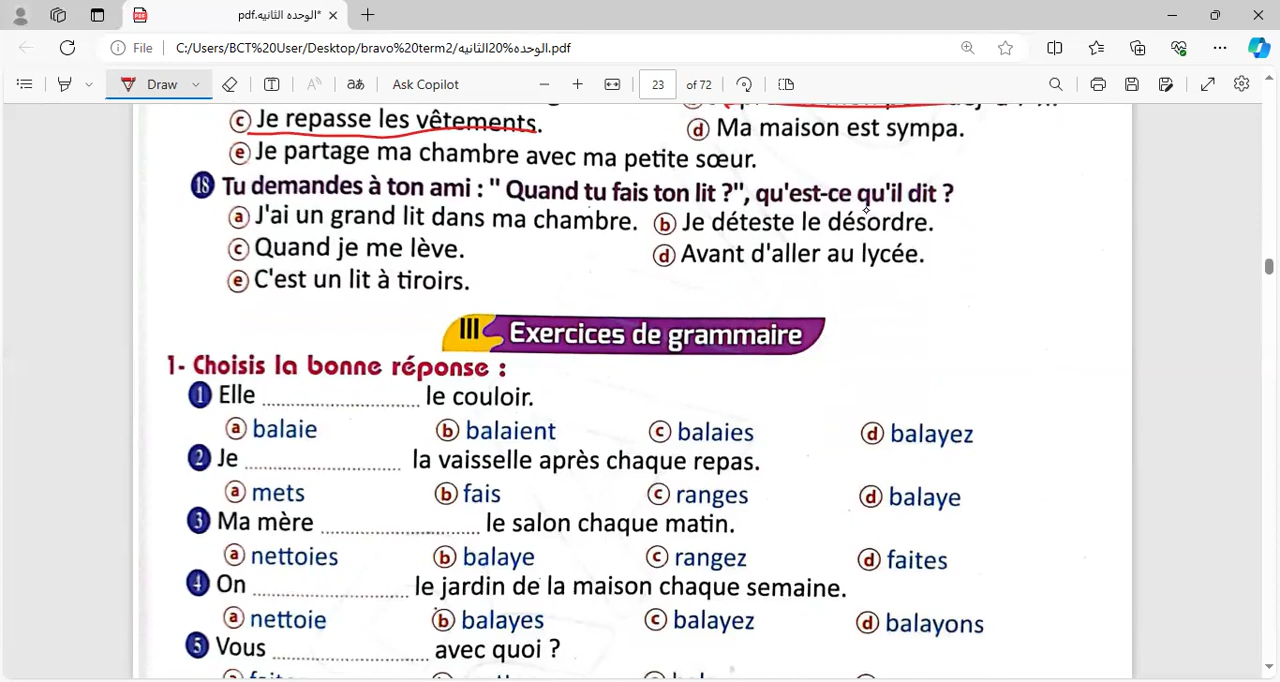 الوحده الثانيه.pdf*
File C:/Users/BCT%20User/Desktop/bravo%20term2/الوحده%20الثانيه.pdf
Draw aあ Ask Copilot 23 of 72
c Je repasse les vêtements.
d Ma maison est sympa.
e Je partage ma chambre avec ma petite sœur.
18 Tu demandes à ton ami : " Quand tu fais ton lit ?", qu'est-ce qu'il dit ?
a J'ai un grand lit dans ma chambre. b Je déteste le désordre.
c Quand je me lève. d Avant d'aller au lycée.
e C'est un lit à tiroirs.
III Exercices de grammaire
1- Choisis la bonne réponse :
1 Elle .............................. le couloir.
a balaie b balaient c balaies d balayez
2 Je .............................. la vaisselle après chaque repas.
a mets b fais c ranges d balaye
3 Ma mère .............................. le salon chaque matin.
a nettoies b balaye c rangez d faites
4 On .............................. le jardin de la maison chaque semaine.
a nettoie b balayes c balayez d balayons
5 Vous .............................. avec quoi ?